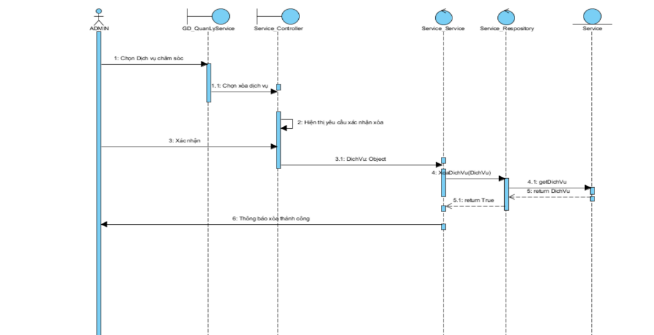 ADMIN
GD_QuanLyService
Service_Controller
Service_Service
Service_Respository
Service
1: Chọn Dịch vụ chăm sóc
1.1: Chọn xóa dịch vụ
2: Hiện thị yêu cầu xác nhận xóa
3: Xác nhận
3.1: DichVu: Object
4: XoaDichVu(DichVu)
4.1: getDichVu
5: return DichVu
5.1: return True
6: Thông báo xóa thành công